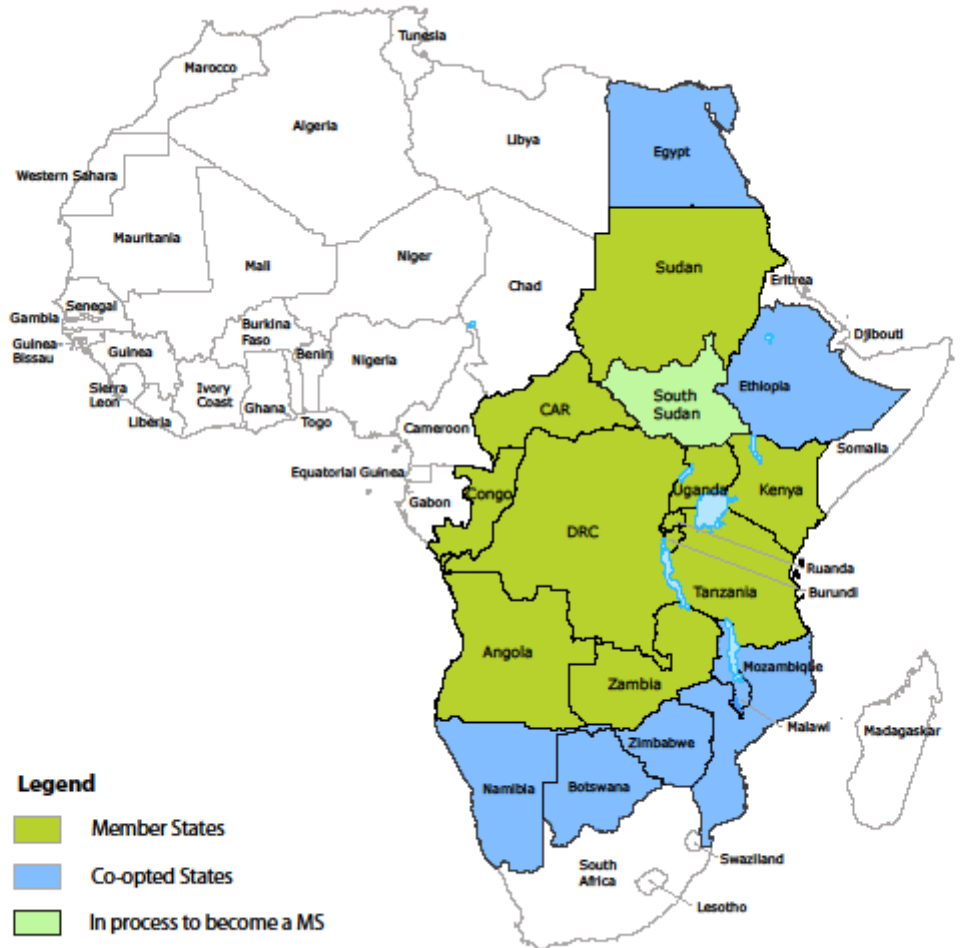 Tunesia
Marocco
Algeria
Libya
Egypt
Western Sahara
Mauritania
Mali
Niger
Chad
Sudan
Eritrea
Senegal
Gambia
Guinea-
Bissau
Guinea
Burkina
Faso
Benin
Nigeria
Djibouti
Sierra
Leon
Ivory
Coast
Ghana
Togo
Liberia
Cameroon
CAR
South
Sudan
Ethiopia
Somalia
Equatorial Guinea
Gabon
Congo
DRC
Uganda
Kenya
Ruanda
Burundi
Tanzania
Angola
Zambia
Mozambique
Malawi
Madagaskar
Zimbabwe
Namibia
Botswana
South
Africa
Swaziland
Lesotho
Legend
Member States
Co-opted States
In process to become a MS